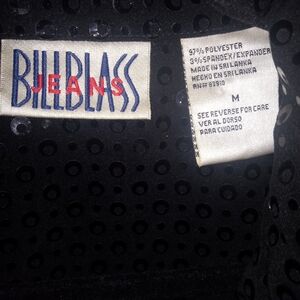 BILLBLASS
JEANS
97% POLYESTER
3% SPANDEX/EXPANDER
MADE IN SRI LANKA
HECHO EN SRI LANKA
M
SEE REVERSE FOR CARE
VER AL DORSO
PARA CUIDADO